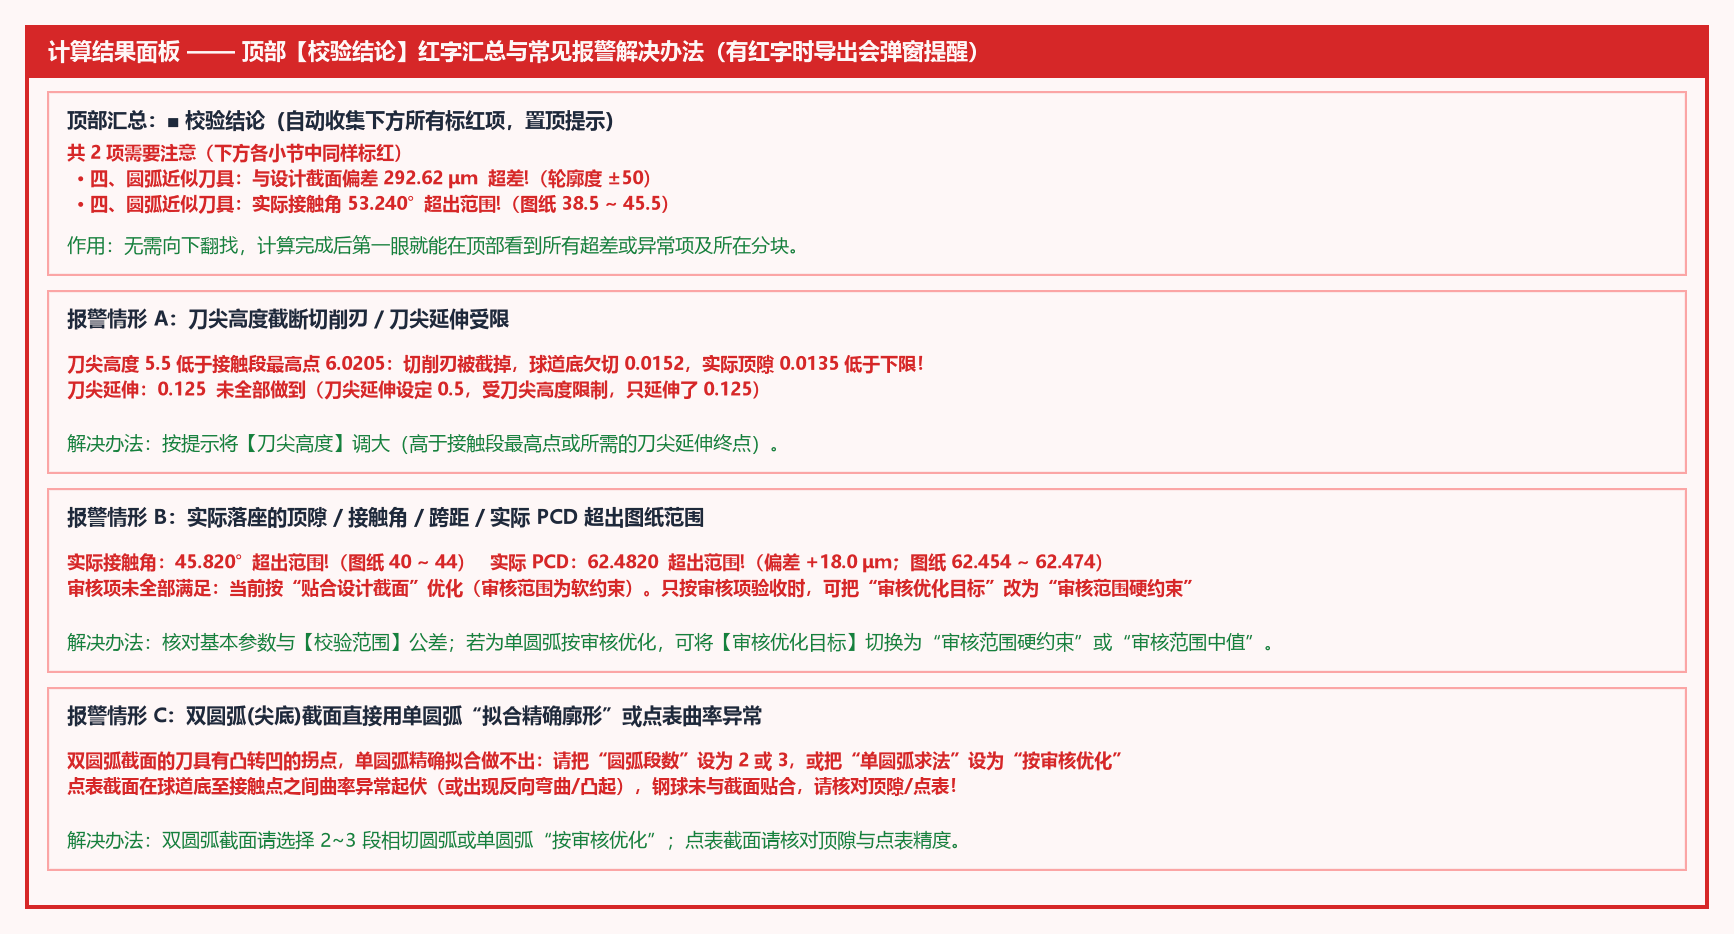 计算结果面板 —— 顶部【校验结论】红字汇总与常见报警解决办法（有红字时导出会弹窗提醒）
顶部汇总：■ 校验结论（自动收集下方所有标红项，置顶提示）
共 2 项需要注意（下方各小节中同样标红）
• 四、圆弧近似刀具：与设计截面偏差 292.62 μm 超差!（轮廓度 ±50）
• 四、圆弧近似刀具：实际接触角 53.240° 超出范围!（图纸 38.5 ~ 45.5）
作用：无需向下翻找，计算完成后第一眼就能在顶部看到所有超差或异常项及所在分块。
报警情形 A：刀尖高度截断切削刃 / 刀尖延伸受限
刀尖高度 5.5 低于接触段最高点 6.0205：切削刃被截掉，球道底欠切 0.0152，实际顶隙 0.0135 低于下限！
刀尖延伸：0.125 未全部做到（刀尖延伸设定 0.5，受刀尖高度限制，只延伸了 0.125）
解决办法：按提示将【刀尖高度】调大（高于接触段最高点或所需的刀尖延伸终点）。
报警情形 B：实际落座的顶隙 / 接触角 / 跨距 / 实际 PCD 超出图纸范围
实际接触角：45.820° 超出范围!（图纸 40 ~ 44） 实际 PCD：62.4820 超出范围!（偏差 +18.0 μm；图纸 62.454 ~ 62.474）
审核项未全部满足：当前按“贴合设计截面”优化（审核范围为软约束）。只按审核项验收时，可把“审核优化目标”改为“审核范围硬约束”
解决办法：核对基本参数与【校验范围】公差；若为单圆弧按审核优化，可将【审核优化目标】切换为“审核范围硬约束”或“审核范围中值”。
报警情形 C：双圆弧(尖底)截面直接用单圆弧“拟合精确廓形”或点表曲率异常
双圆弧截面的刀具有凸转凹的拐点，单圆弧精确拟合做不出：请把“圆弧段数”设为 2 或 3，或把“单圆弧求法”设为“按审核优化”
点表截面在球道底至接触点之间曲率异常起伏（或出现反向弯曲/凸起），钢球未与截面贴合，请核对顶隙/点表！
解决办法：双圆弧截面请选择 2~3 段相切圆弧或单圆弧“按审核优化”；点表截面请核对顶隙与点表精度。